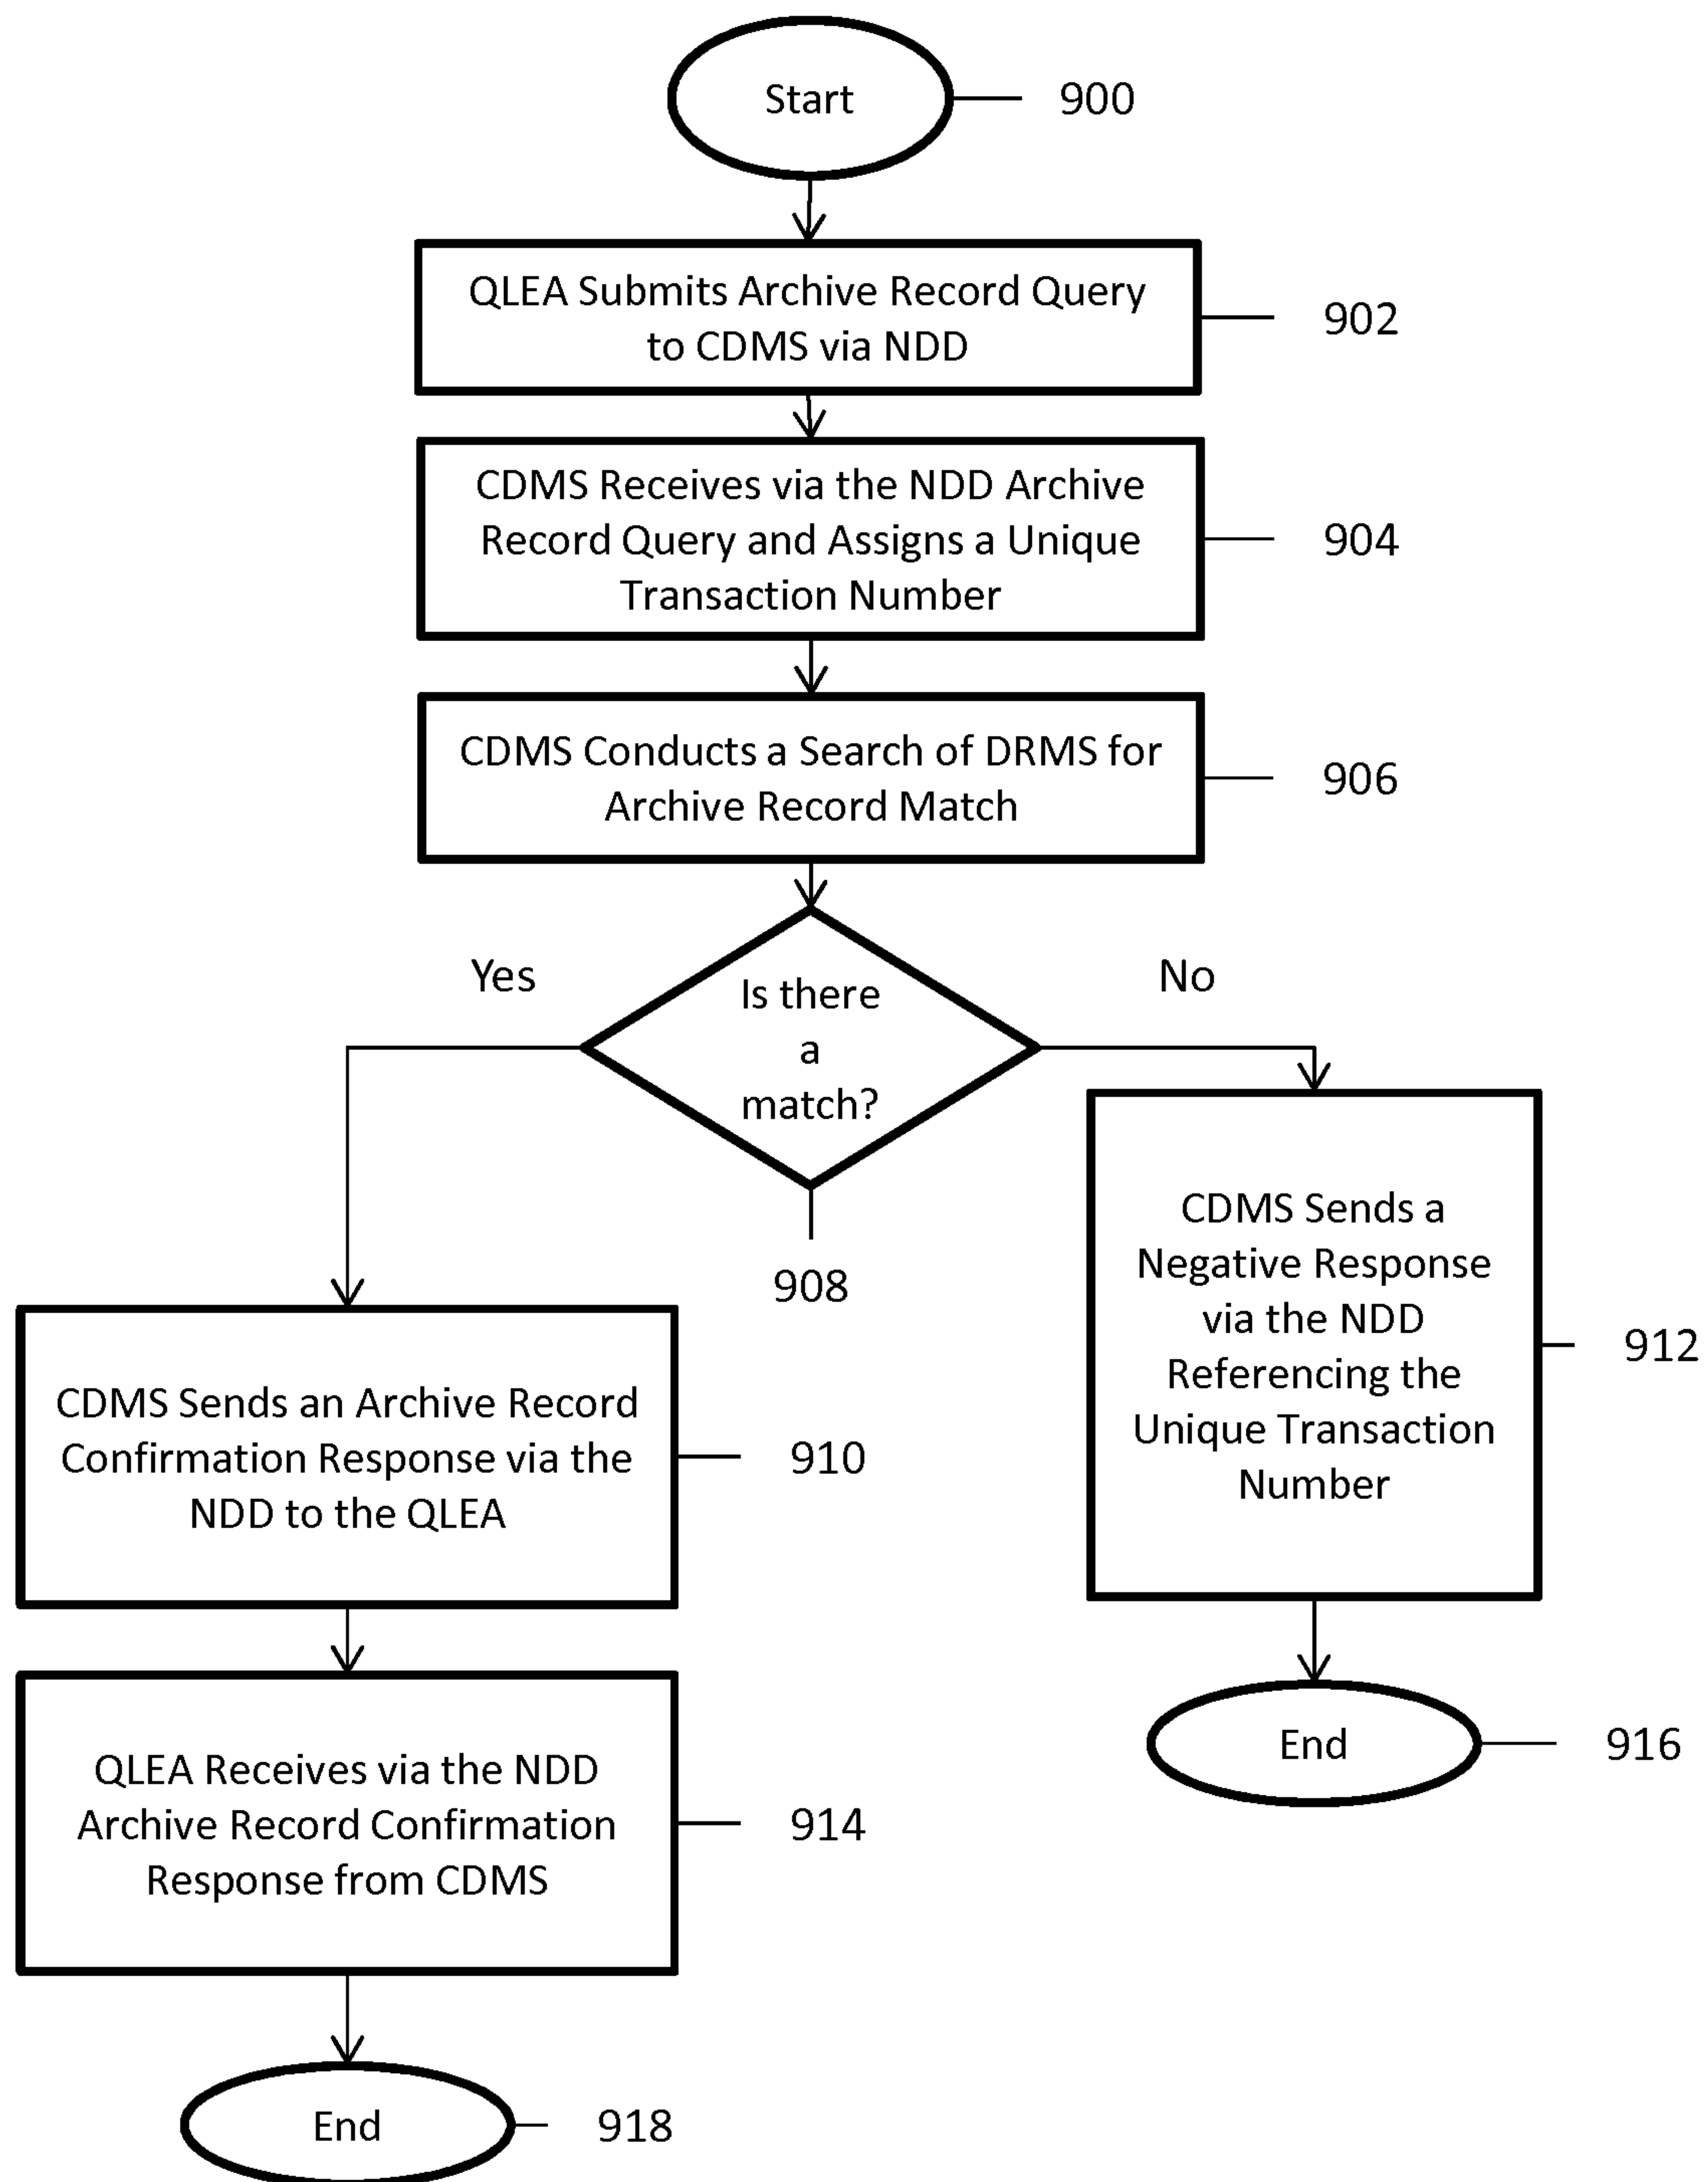 Start
900
QLEA Submits Archive Record Query
to CDMS via NDD
902
CDMS Receives via the NDD Archive
Record Query and Assigns a Unique
Transaction Number
904
CDMS Conducts a Search of DRMS for
Archive Record Match
906
Yes
No
Is there
a
match?
908
CDMS Sends an Archive Record
Confirmation Response via the
NDD to the QLEA
910
CDMS Sends a
Negative Response
via the NDD
Referencing the
Unique Transaction
Number
912
QLEA Receives via the NDD
Archive Record Confirmation
Response from CDMS
914
End
916
End
918